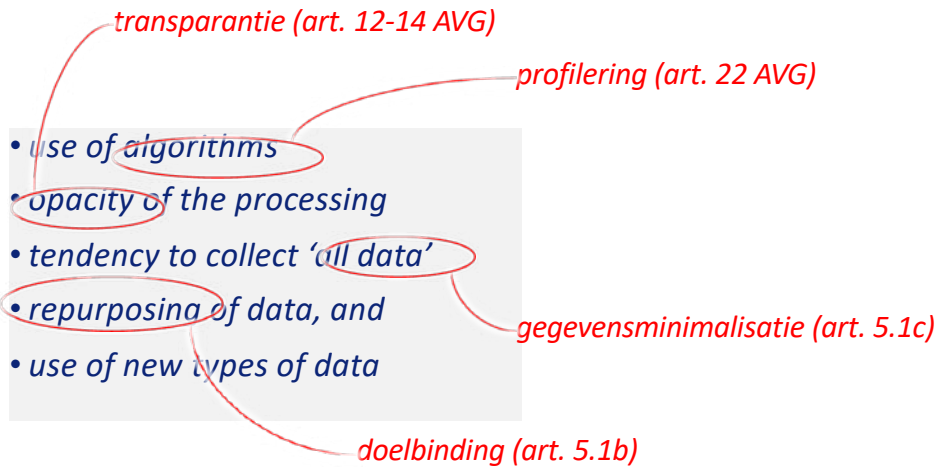 transparantie (art. 12-14 AVG)
profilering (art. 22 AVG)
• use of algorithms
• opacity of the processing
• tendency to collect ‘all data’
• repurposing of data, and
gegevensminimalisatie (art. 5.1c)
• use of new types of data
doelbinding (art. 5.1b)